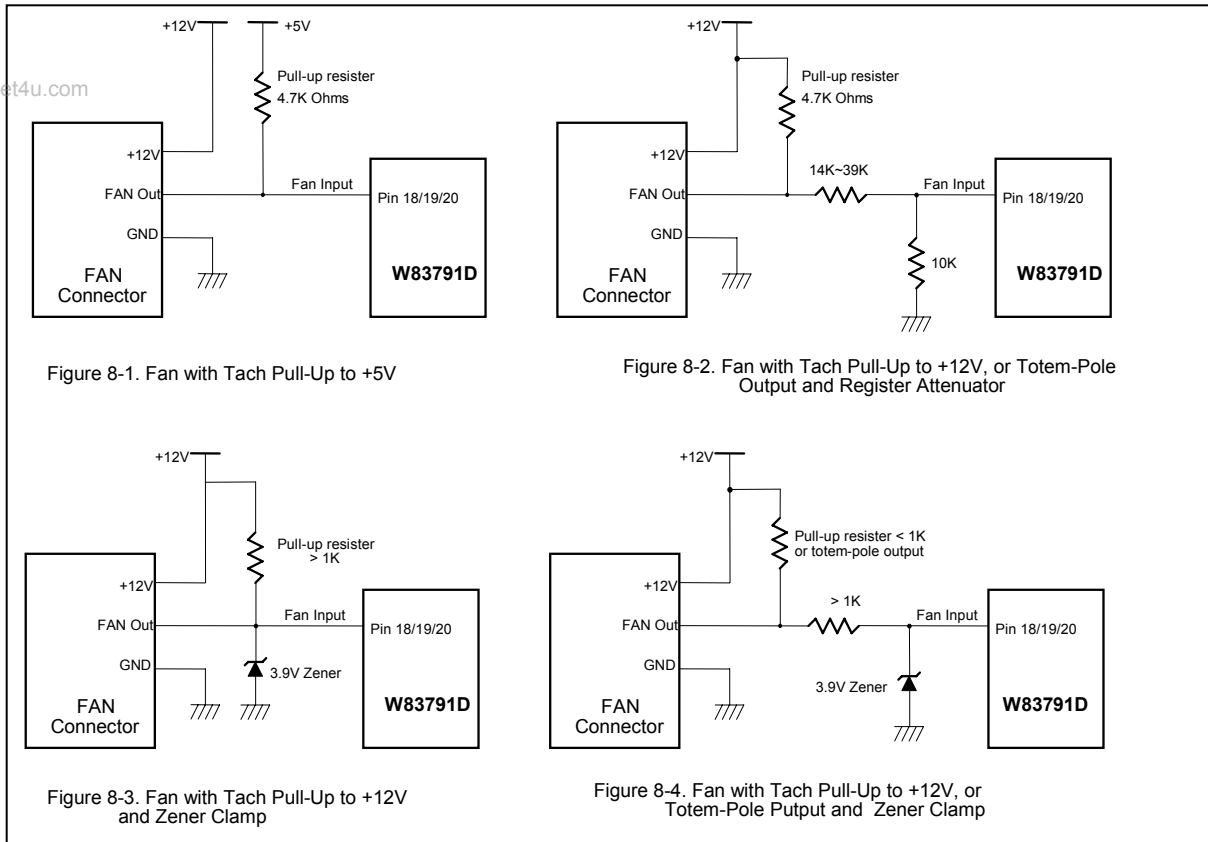 et4u.com
+12V
+5V
Pull-up resister
4.7K Ohms
+12V
FAN Out
Fan Input
Pin 18/19/20
GND
W83791D
FAN
Connector
Figure 8-1. Fan with Tach Pull-Up to +5V
+12V
Pull-up resister
4.7K Ohms
+12V
14K~39K
FAN Out
Fan Input
Pin 18/19/20
GND
10K
W83791D
FAN
Connector
Figure 8-2. Fan with Tach Pull-Up to +12V, or Totem-Pole
Output and Register Attenuator
+12V
Pull-up resister
> 1K
+12V
FAN Out
Fan Input
Pin 18/19/20
GND
3.9V Zener
W83791D
FAN
Connector
Figure 8-3. Fan with Tach Pull-Up to +12V
and Zener Clamp
+12V
Pull-up resister < 1K
or totem-pole output
+12V
> 1K
FAN Out
Fan Input
Pin 18/19/20
GND
3.9V Zener
W83791D
FAN
Connector
Figure 8-4. Fan with Tach Pull-Up to +12V, or
Totem-Pole Putput and Zener Clamp